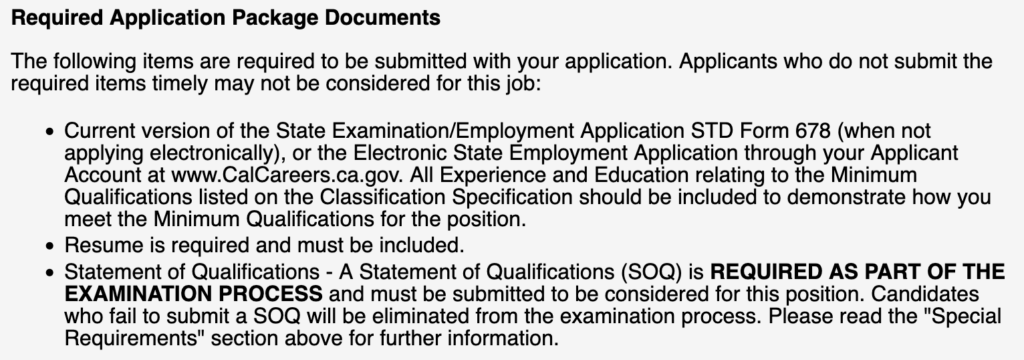 Required Application Package Documents
The following items are required to be submitted with your application. Applicants who do not submit the
required items timely may not be considered for this job:
• Current version of the State Examination/Employment Application STD Form 678 (when not
applying electronically), or the Electronic State Employment Application through your Applicant
Account at www.CalCareers.ca.gov. All Experience and Education relating to the Minimum
Qualifications listed on the Classification Specification should be included to demonstrate how you
meet the Minimum Qualifications for the position.
• Resume is required and must be included.
• Statement of Qualifications - A Statement of Qualifications (SOQ) is REQUIRED AS PART OF THE
EXAMINATION PROCESS and must be submitted to be considered for this position. Candidates
who fail to submit a SOQ will be eliminated from the examination process. Please read the "Special
Requirements" section above for further information.